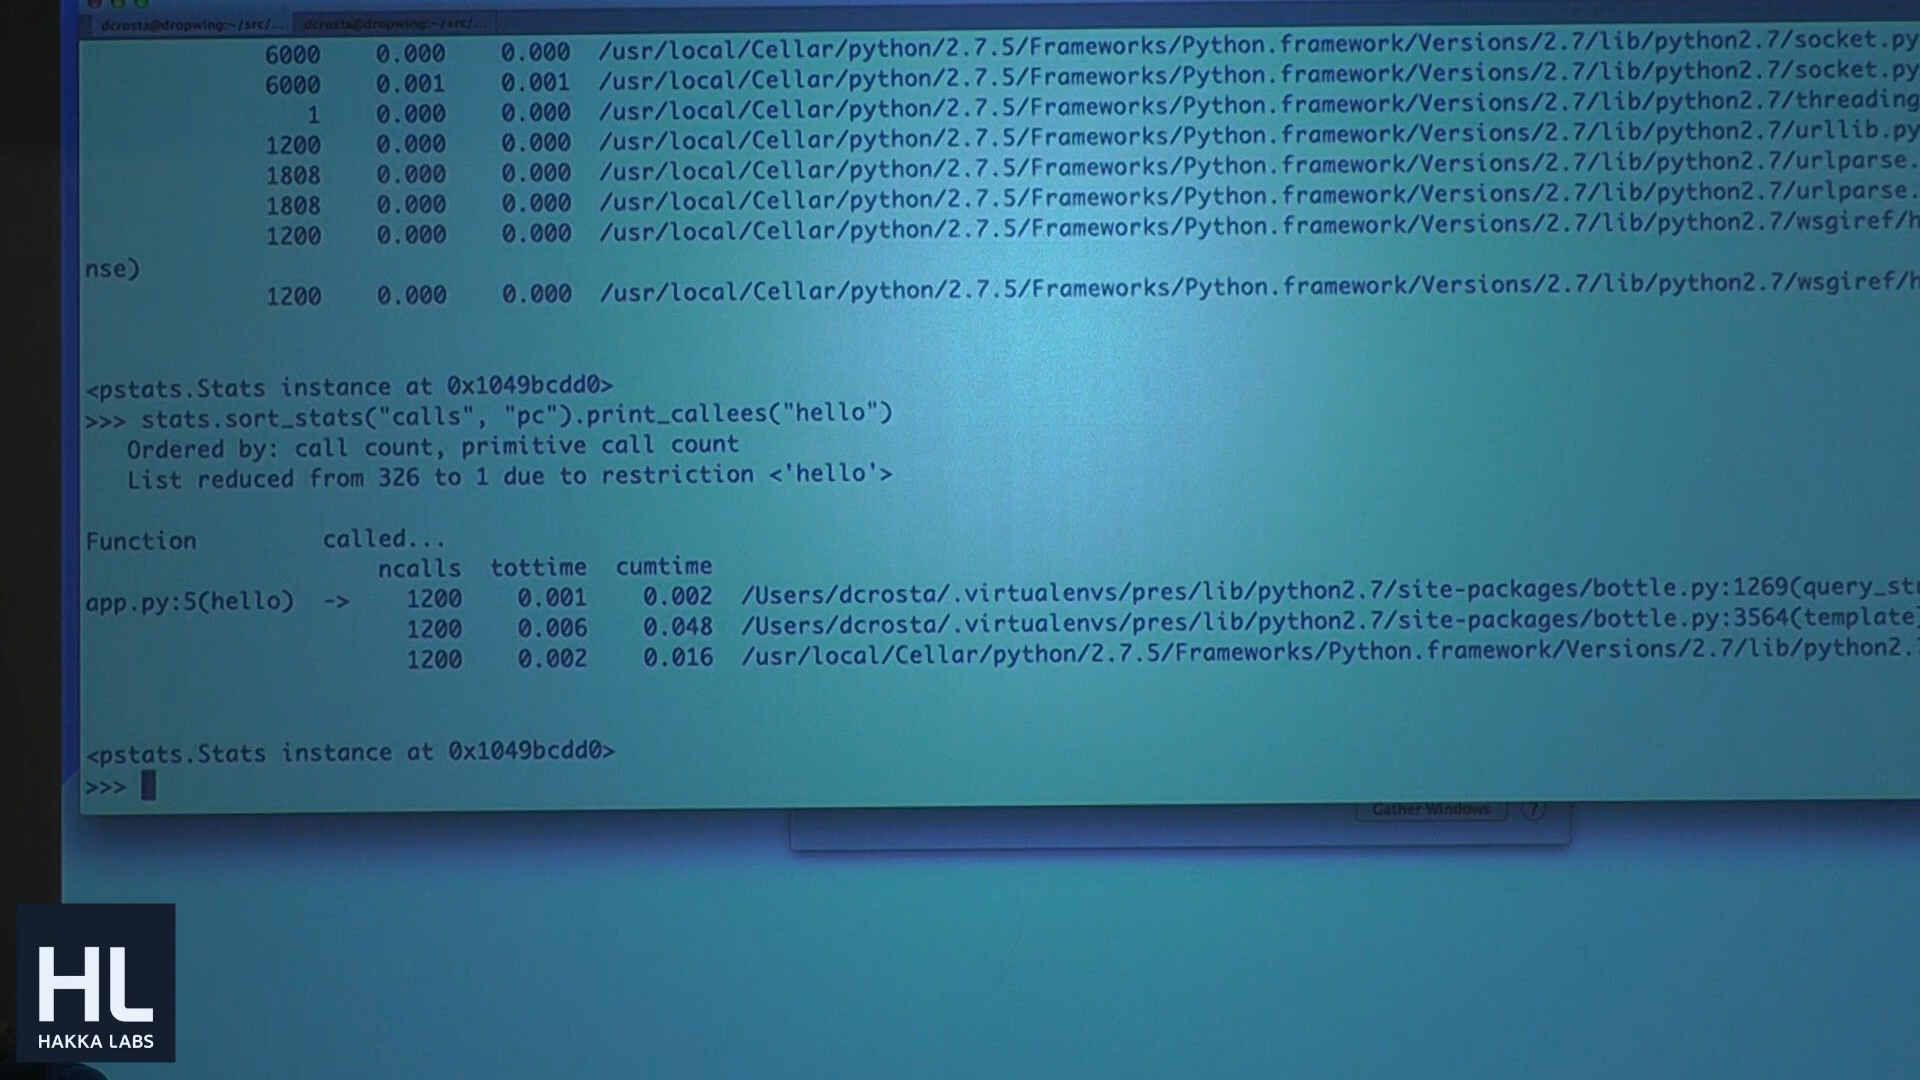 dcrosta@dropwing:~/src/... dcrosta@dropwing:~/src/...
6000 0.000 0.000 /usr/local/Cellar/python/2.7.5/Frameworks/Python.framework/Versions/2.7/lib/python2.7/socket.py
6000 0.001 0.001 /usr/local/Cellar/python/2.7.5/Frameworks/Python.framework/Versions/2.7/lib/python2.7/socket.py
1 0.000 0.000 /usr/local/Cellar/python/2.7.5/Frameworks/Python.framework/Versions/2.7/lib/python2.7/threading
1200 0.000 0.000 /usr/local/Cellar/python/2.7.5/Frameworks/Python.framework/Versions/2.7/lib/python2.7/urllib.py
1808 0.000 0.000 /usr/local/Cellar/python/2.7.5/Frameworks/Python.framework/Versions/2.7/lib/python2.7/urlparse.
1808 0.000 0.000 /usr/local/Cellar/python/2.7.5/Frameworks/Python.framework/Versions/2.7/lib/python2.7/urlparse.
1200 0.000 0.000 /usr/local/Cellar/python/2.7.5/Frameworks/Python.framework/Versions/2.7/lib/python2.7/wsgiref/h
nse)
1200 0.000 0.000 /usr/local/Cellar/python/2.7.5/Frameworks/Python.framework/Versions/2.7/lib/python2.7/wsgiref/h
<pstats.Stats instance at 0x1049bcdd0>
>>> stats.sort_stats("calls", "pc").print_callees("hello")
Ordered by: call count, primitive call count
List reduced from 326 to 1 due to restriction <'hello'>
Function called...
ncalls tottime cumtime
app.py:5(hello) -> 1200 0.001 0.002 /Users/dcrosta/.virtualenvs/pres/lib/python2.7/site-packages/bottle.py:1269(query_str
1200 0.006 0.048 /Users/dcrosta/.virtualenvs/pres/lib/python2.7/site-packages/bottle.py:3564(template)
1200 0.002 0.016 /usr/local/Cellar/python/2.7.5/Frameworks/Python.framework/Versions/2.7/lib/python2.7
<pstats.Stats instance at 0x1049bcdd0>
>>>
Gather Windows ?
HL
HAKKA LABS